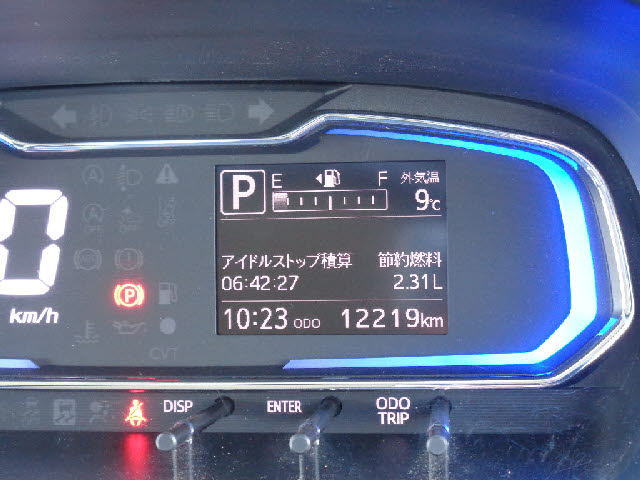 P E F 外気温
9℃
アイドルストップ積算 節約燃料
06:42:27 2.31L
10:23 ODO 12219km
0
km/h
(P)
CVT
DISP ENTER ODO
TRIP